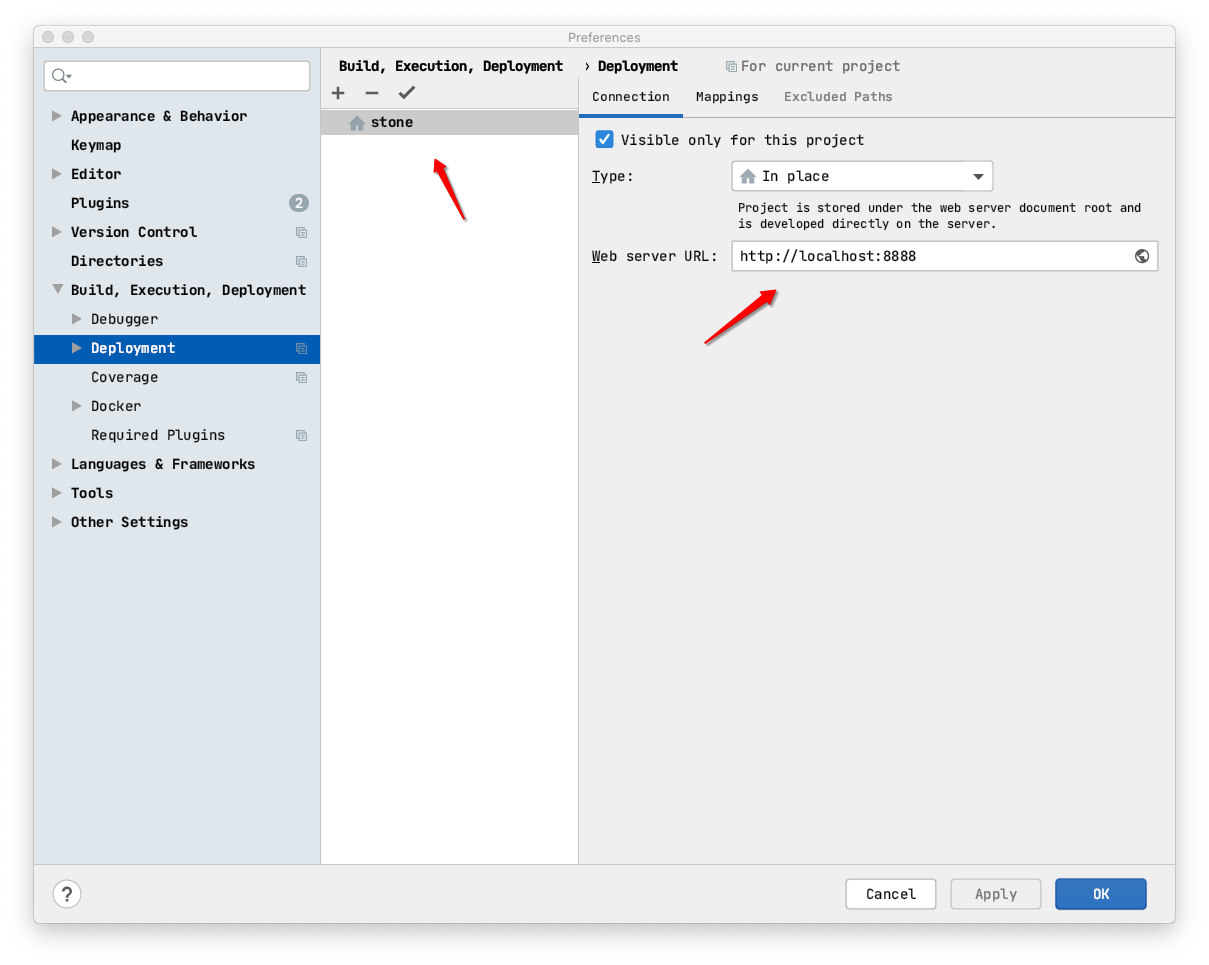 Preferences
Build, Execution, Deployment › Deployment For current project
Connection Mappings Excluded Paths
Appearance & Behavior
Keymap
Editor
Plugins 2
Version Control
Directories
Build, Execution, Deployment
Debugger
Deployment
Coverage
Docker
Required Plugins
Languages & Frameworks
Tools
Other Settings
stone
Visible only for this project
Type: In place
Project is stored under the web server document root and
is developed directly on the server.
Web server URL: http://localhost:8888
? Cancel Apply OK